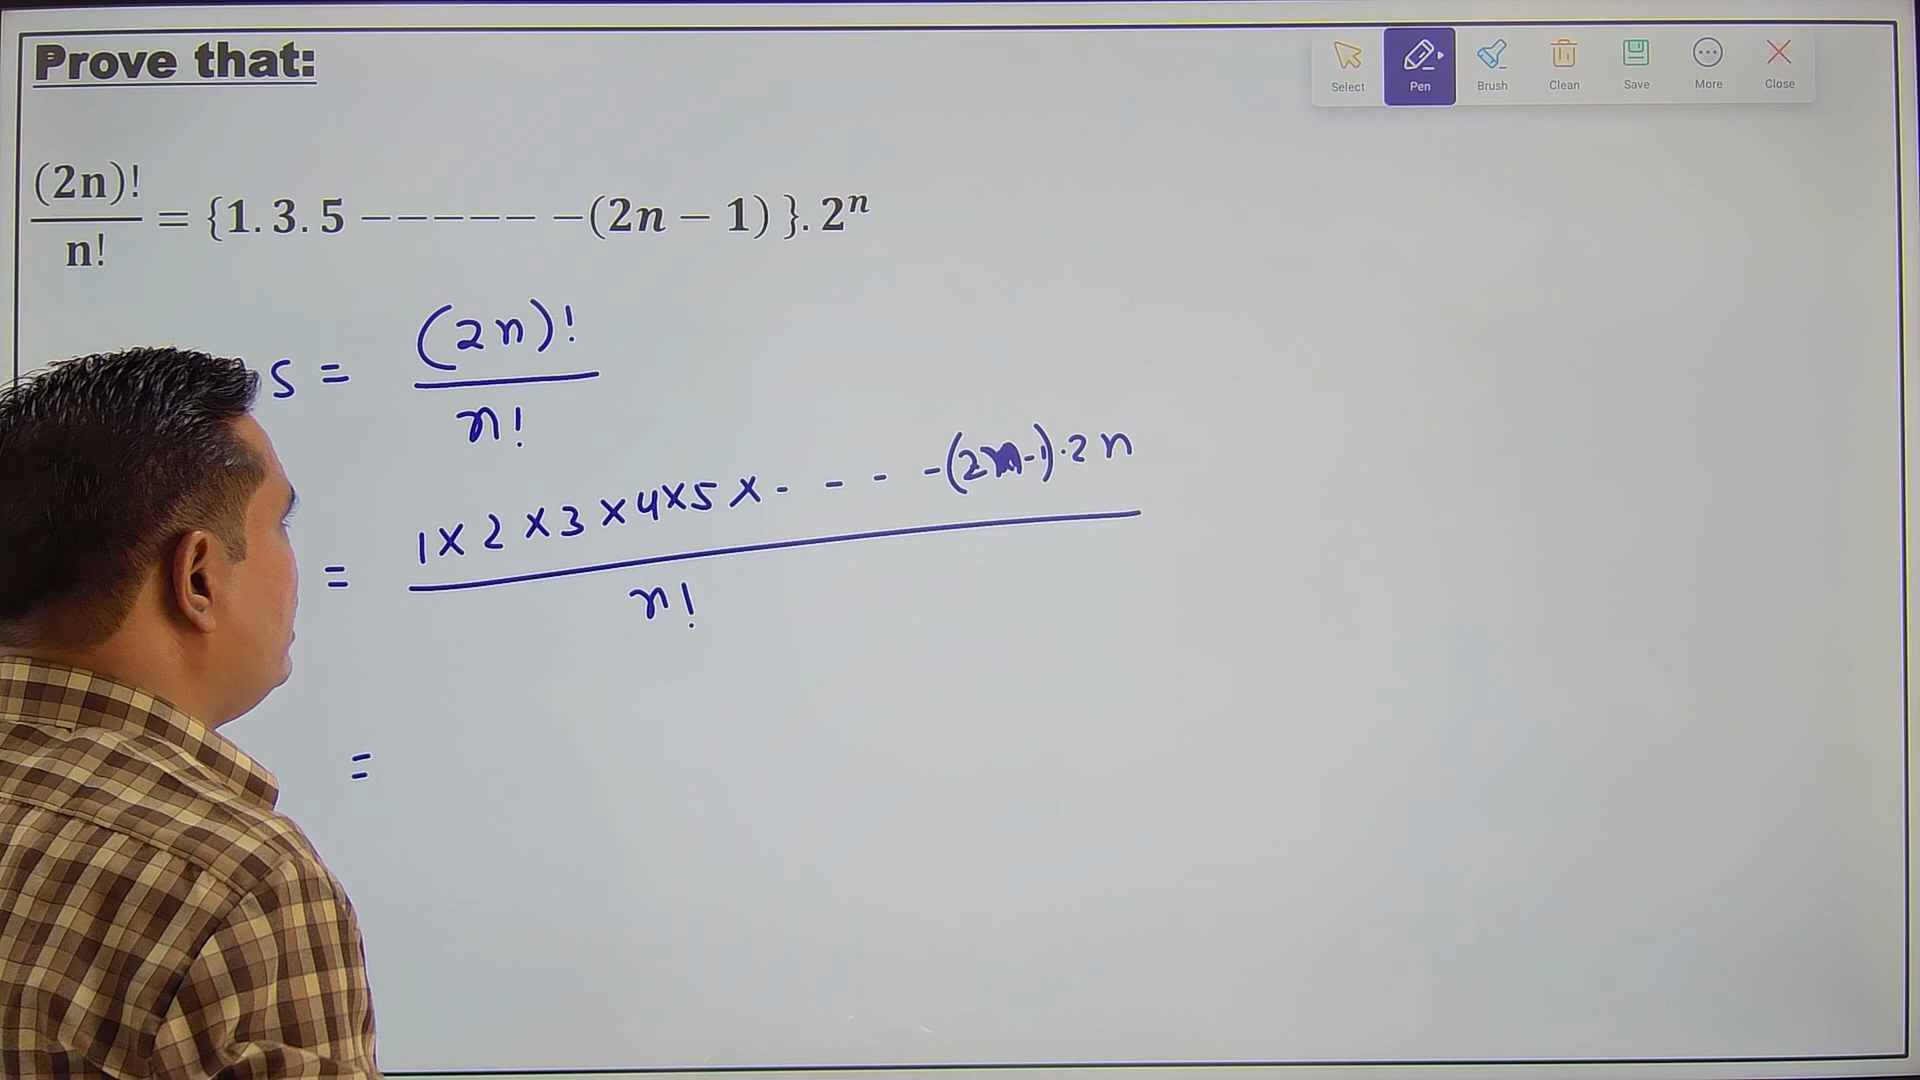 Prove that:
Select Pen Brush Clean Save More Close
(2n)!
n!
= {1.3.5 −−−−−− −(2n − 1) }. 2ⁿ
S = (2n)!
n!
1 × 2 × 3 × 4 × 5 × - - - - (2n-1)·2n
=
n!
=